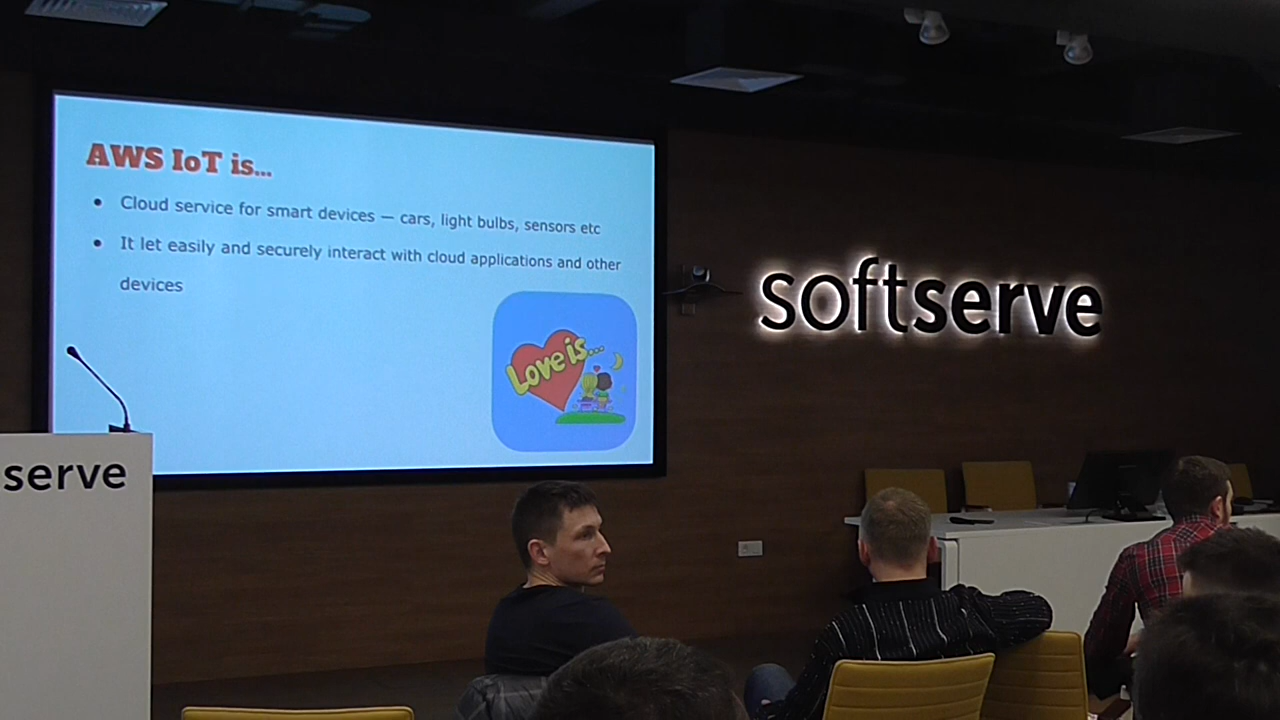 AWS IoT is...
• Cloud service for smart devices — cars, light bulbs, sensors etc
• It let easily and securely interact with cloud applications and other
devices
Love is...
softserve
serve